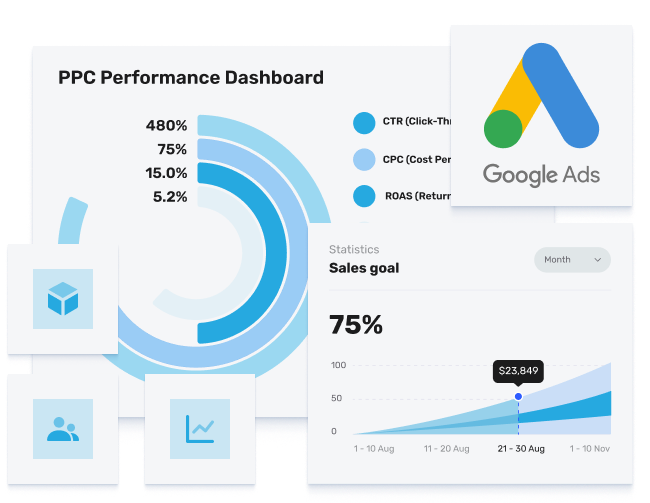 PPC Performance Dashboard
480%
75%
15.0%
5.2%
CTR (Click-Th
CPC (Cost Per
ROAS (Return
Google Ads
Statistics
Sales goal
Month
75%
100
50
0
$23,849
1 - 10 Aug
11 - 20 Aug
21 - 30 Aug
1 - 10 Nov